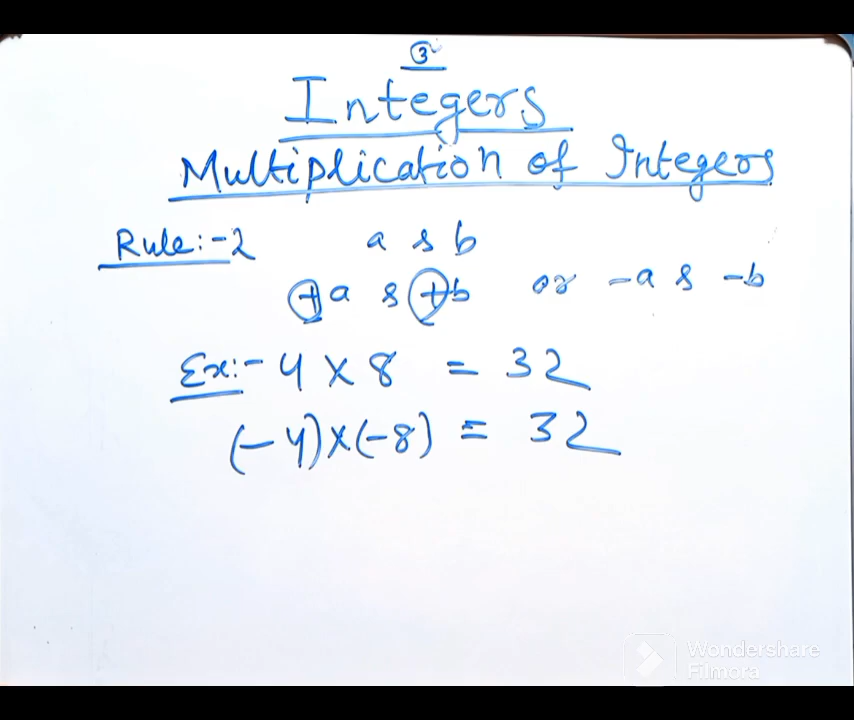 3
Integers
Multiplication of Integers
Rule:-2 a & b
+a & +b or -a & -b
Ex:- 4 × 8 = 32
(-4)×(-8) = 32
Wondershare
Filmora